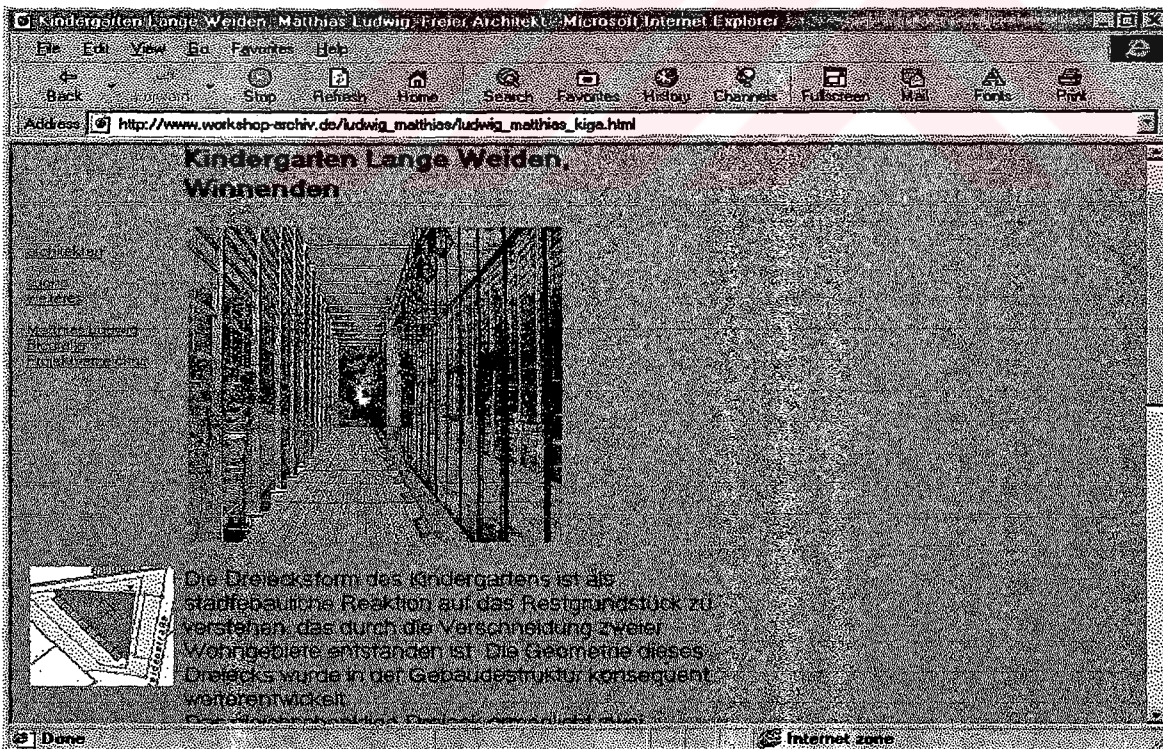 Kindergarten Lange Weiden, Matthias Ludwig, Freier Architekt - Microsoft Internet Explorer
File Edit View Go Favorites Help
Back Forward Stop Refresh Home Search Favorites History Channels Fullscreen Mail Fonts Print
Address http://www.workshop-archiv.de/ludwig_matthias/ludwig_matthias_kiga.html
Kindergarten Lange Weiden,
Winnenden
architektur
Matthias Ludwig
Die Dreiecksform des Kindergartens ist als
städtebauliche Reaktion auf das Restgrundstück zu
verstehen, das durch die Verschneidung zweier
Wohngebiete entstanden ist. Die Geometrie dieses
Dreiecks wurde in der Gebäudestruktur konsequent
weiterentwickelt.
Done Internet zone